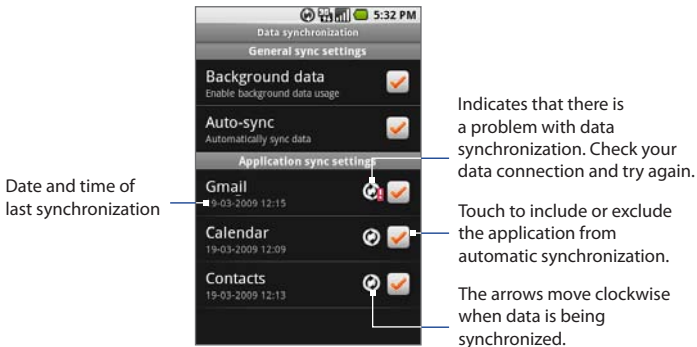 5:32 PM
Data synchronization
General sync settings
Background data
Enable background data usage
Auto-sync
Automatically sync data
Application sync settings
Gmail
9-03-2009 12:15
Calendar
19-03-2009 12:09
Contacts
19-03-2009 12:13
Date and time of
last synchronization
Indicates that there is
a problem with data
synchronization. Check your
data connection and try again.
Touch to include or exclude
the application from
automatic synchronization.
The arrows move clockwise
when data is being
synchronized.